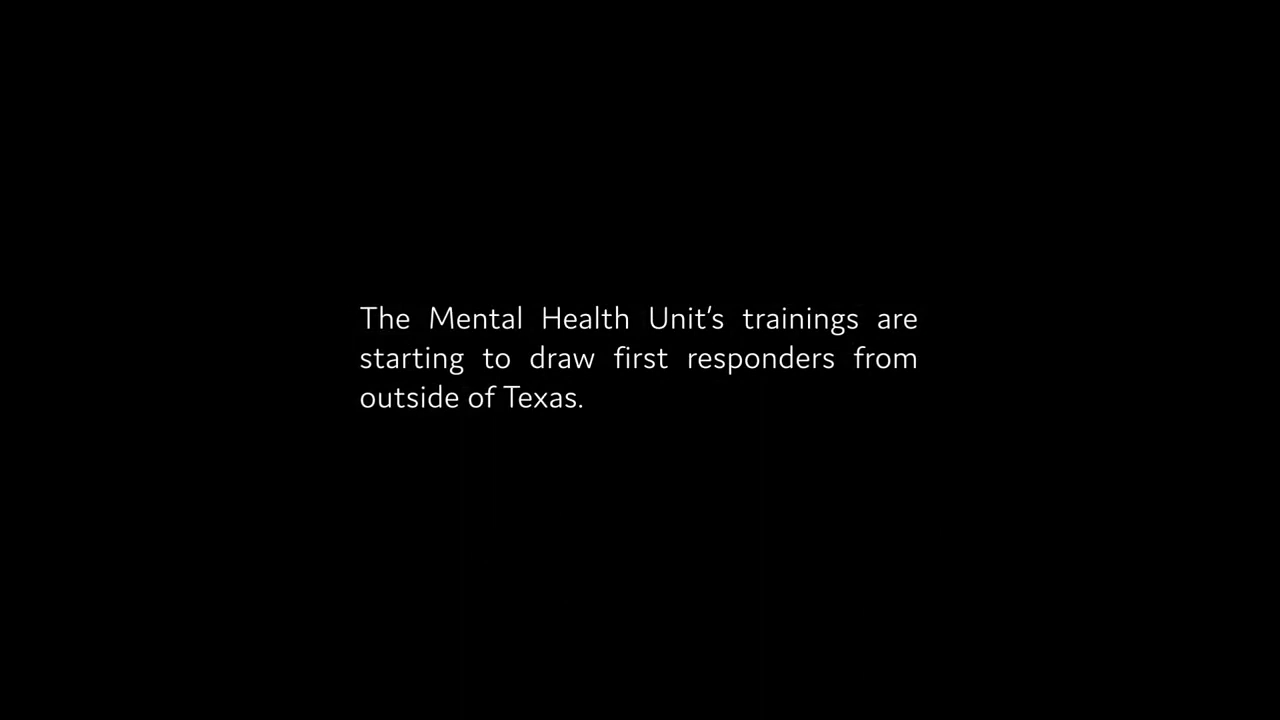 The Mental Health Unit's trainings are
starting to draw first responders from
outside of Texas.